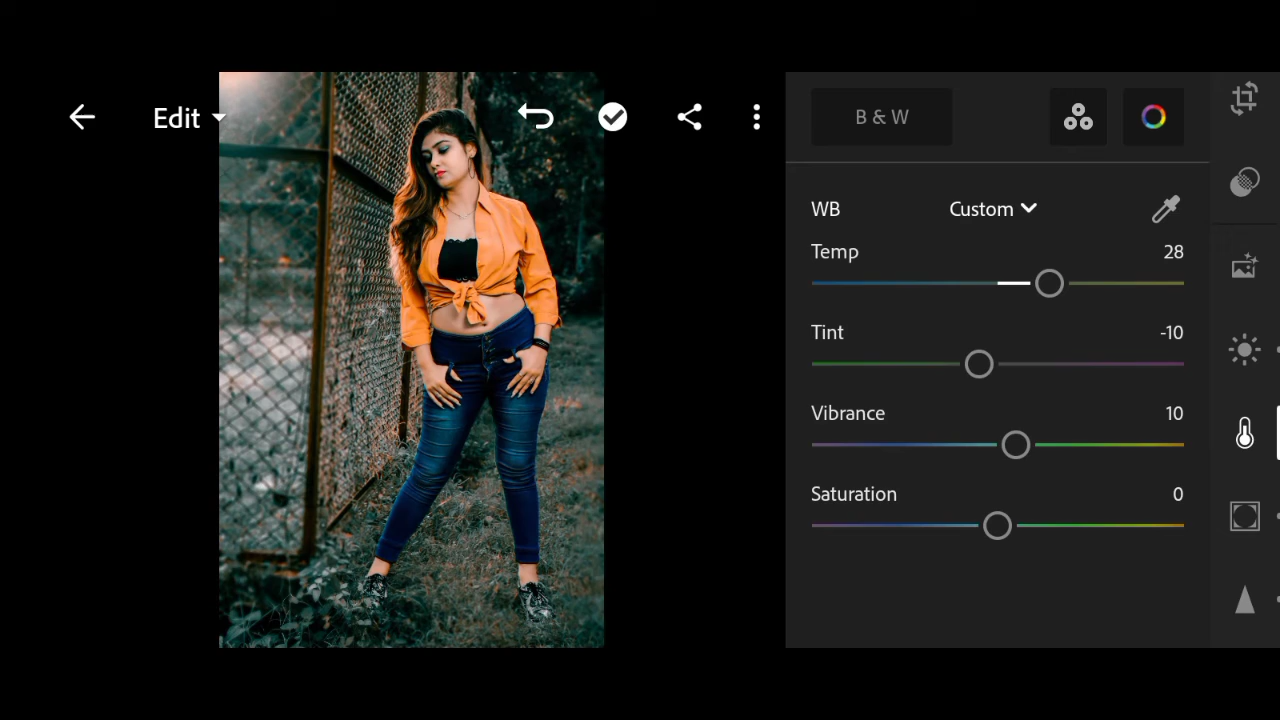 Edit
B & W
WB Custom
Temp 28
Tint -10
Vibrance 10
Saturation 0